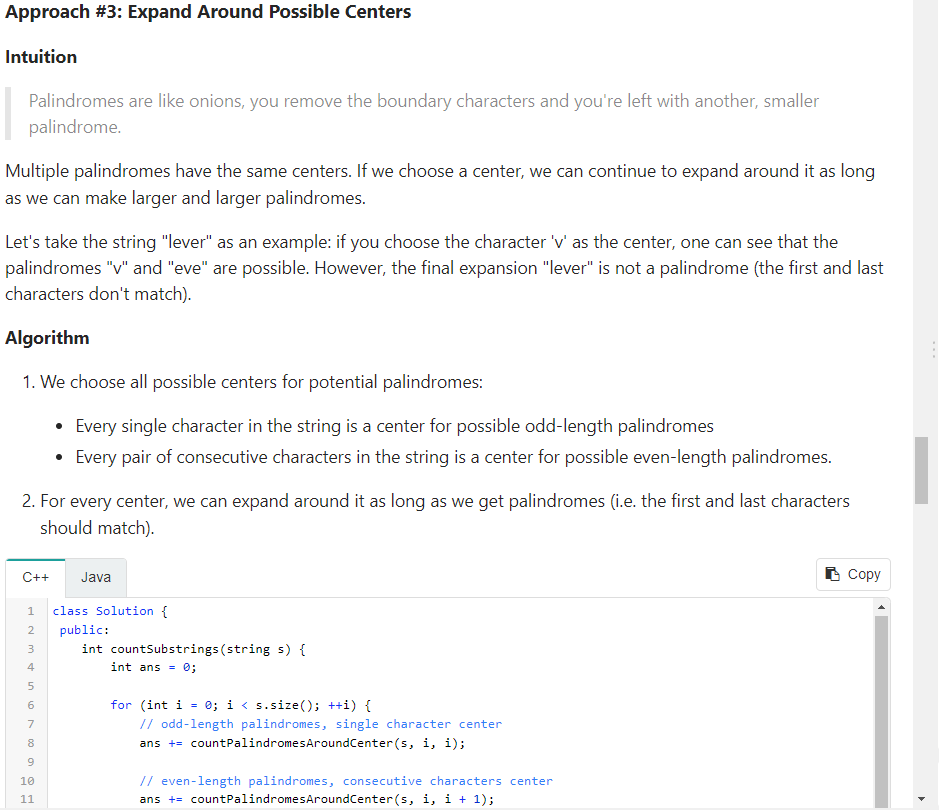 Approach #3: Expand Around Possible Centers
Intuition
Palindromes are like onions, you remove the boundary characters and you're left with another, smaller
palindrome.
Multiple palindromes have the same centers. If we choose a center, we can continue to expand around it as long
as we can make larger and larger palindromes.
Let's take the string "lever" as an example: if you choose the character 'v' as the center, one can see that the
palindromes "v" and "eve" are possible. However, the final expansion "lever" is not a palindrome (the first and last
characters don't match).
Algorithm
1. We choose all possible centers for potential palindromes:
• Every single character in the string is a center for possible odd-length palindromes
• Every pair of consecutive characters in the string is a center for possible even-length palindromes.
2. For every center, we can expand around it as long as we get palindromes (i.e. the first and last characters
should match).
C++ Java Copy
1 class Solution {
2 public:
3 int countSubstrings(string s) {
4 int ans = 0;
5
6 for (int i = 0; i < s.size(); ++i) {
7 // odd-length palindromes, single character center
8 ans += countPalindromesAroundCenter(s, i, i);
9
10 // even-length palindromes, consecutive characters center
11 ans += countPalindromesAroundCenter(s, i, i + 1);